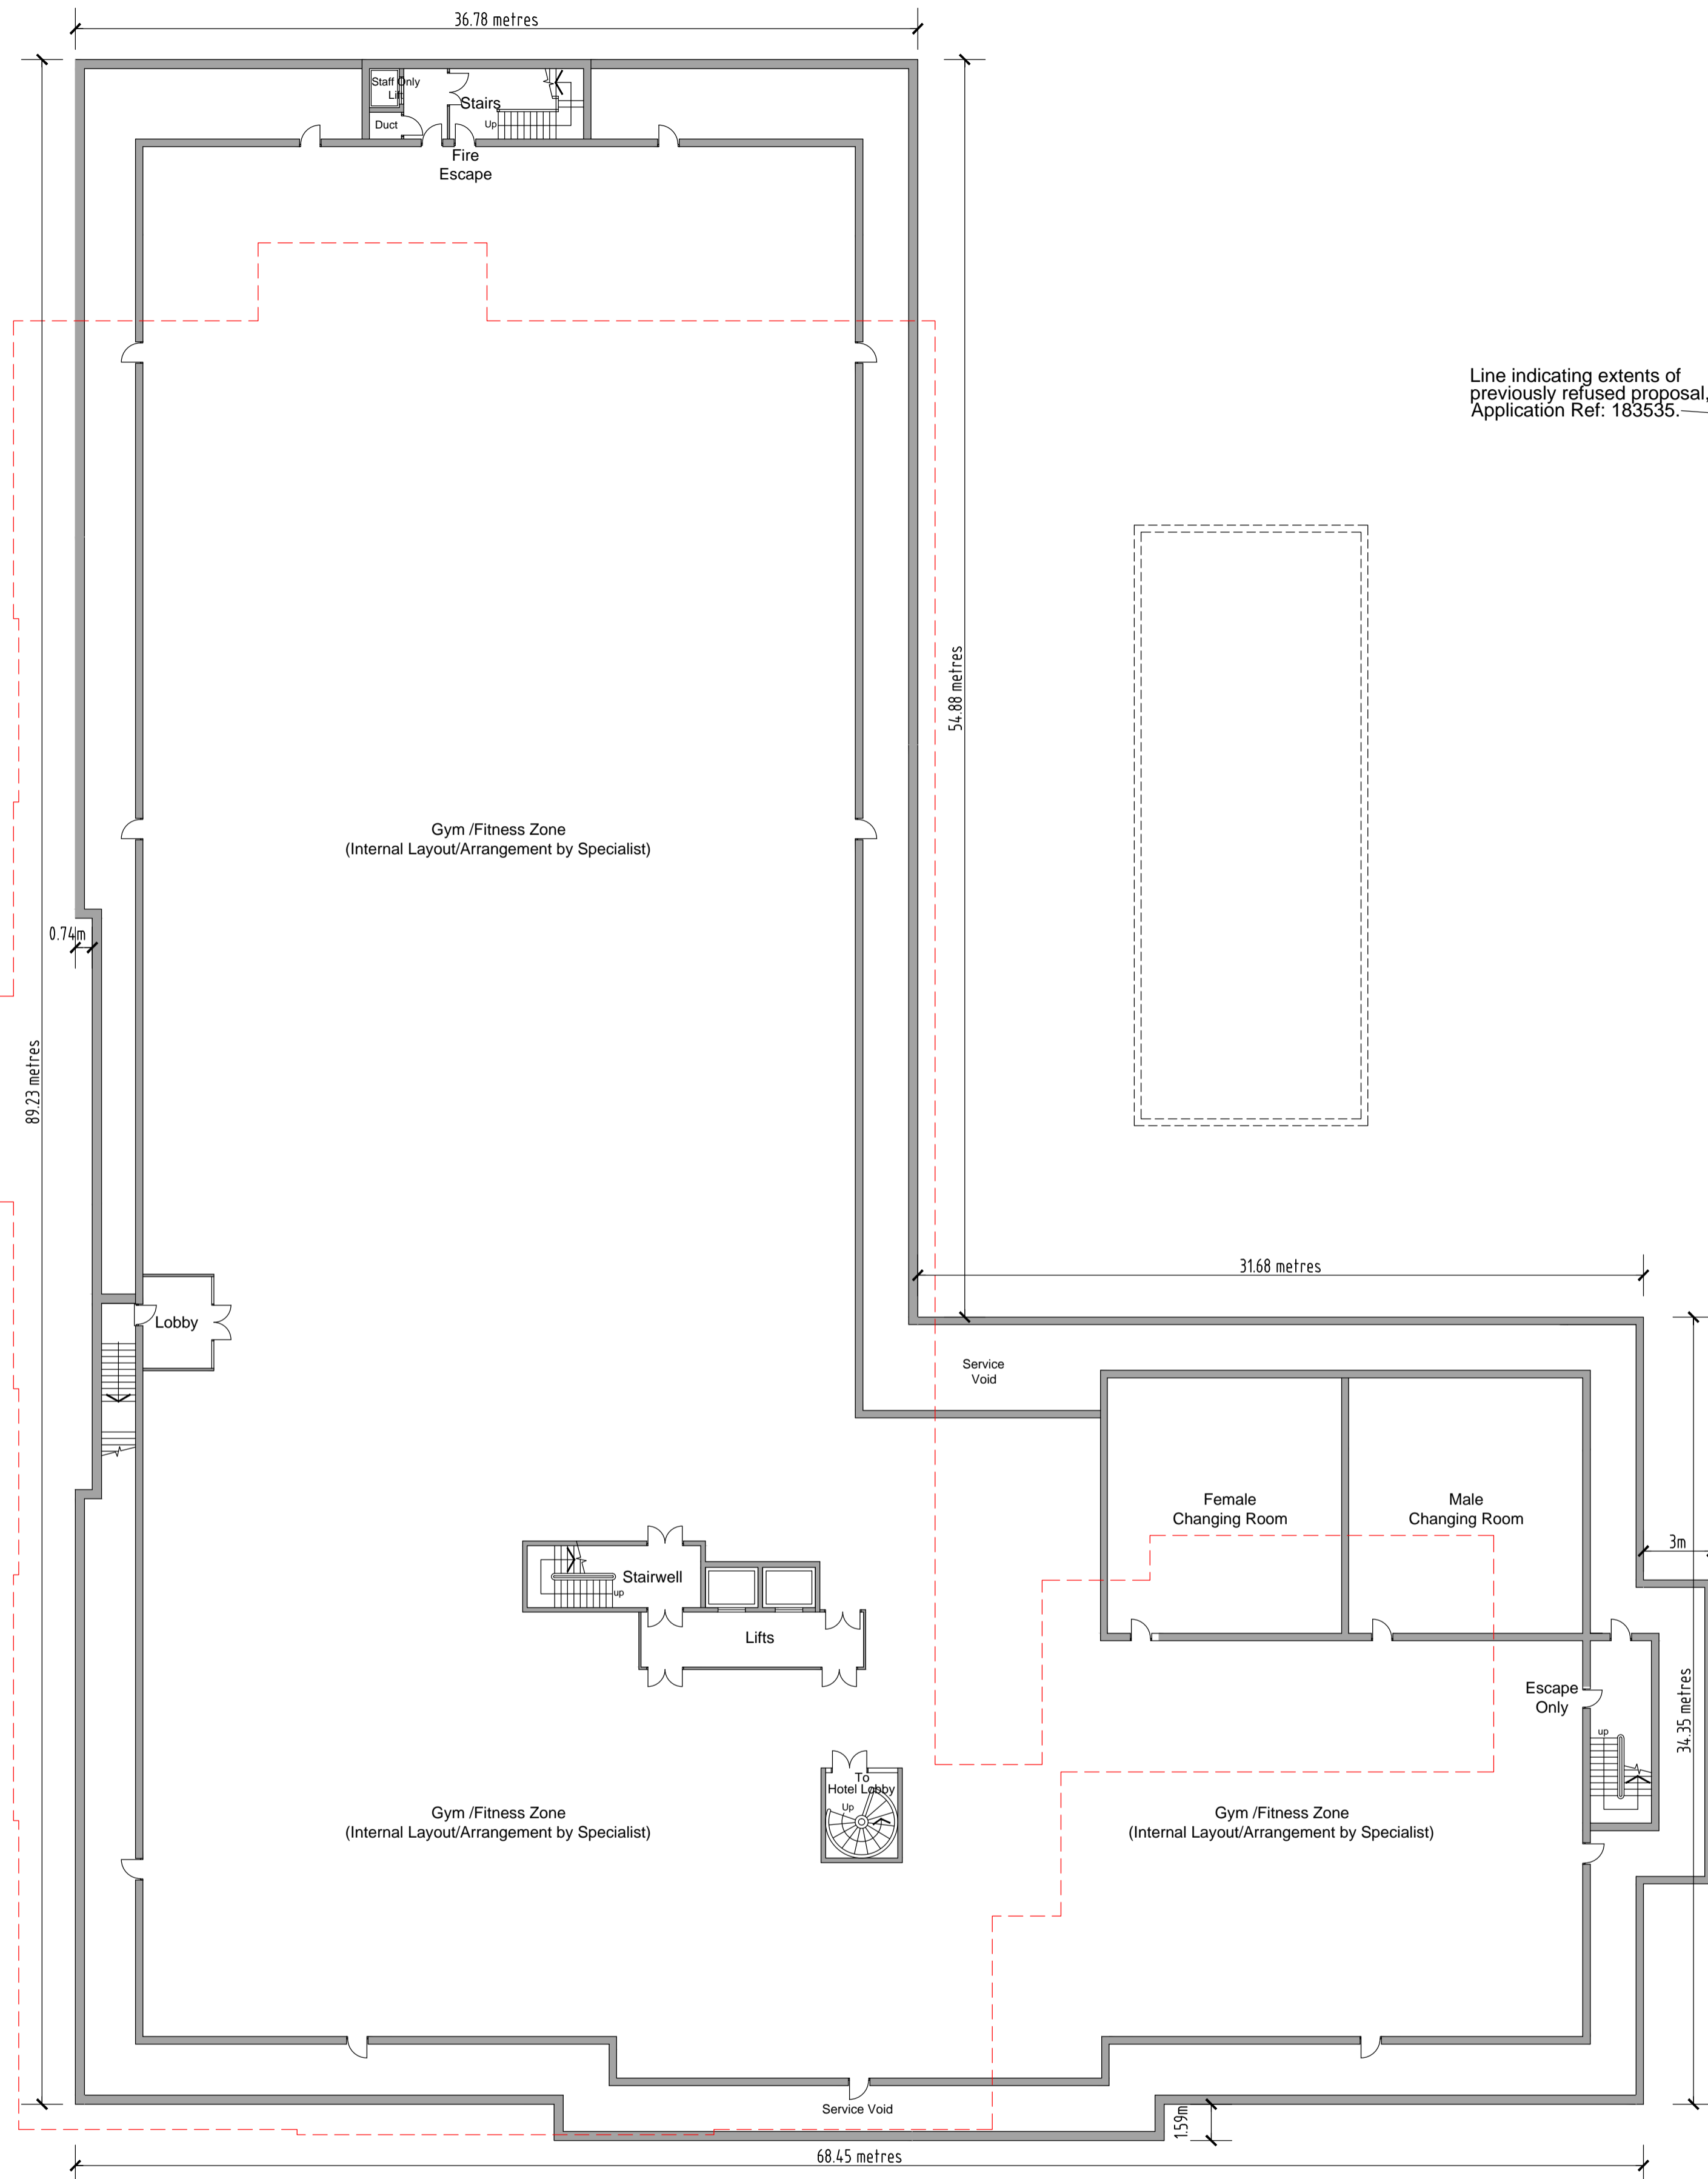 36.78 metres
Staff Only
Lift
Stairs
Duct
Up
Fire
Escape
Line indicating extents of
previously refused proposal,
Application Ref: 183535.
54.88 metres
Gym /Fitness Zone
(Internal Layout/Arrangement by Specialist)
0.74m
89.23 metres
31.68 metres
Lobby
Service
Void
Female
Changing Room
Male
Changing Room
3m
Stairwell
up
Lifts
Escape
Only
up
34.35 metres
To
Hotel Lobby
Up
Gym /Fitness Zone
(Internal Layout/Arrangement by Specialist)
Gym /Fitness Zone
(Internal Layout/Arrangement by Specialist)
Service Void
1.59m
68.45 metres